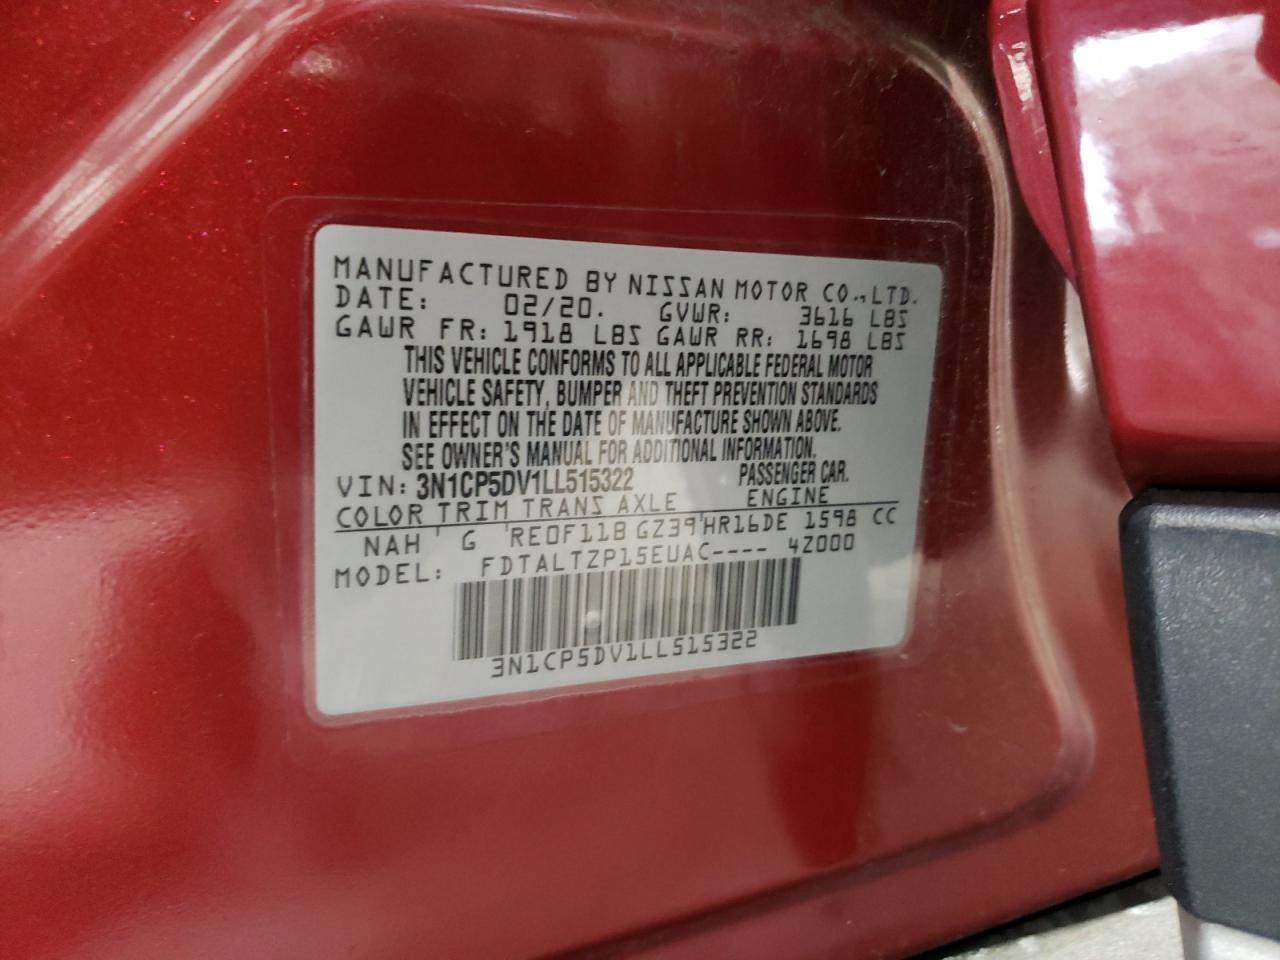 MANUFACTURED BY NISSAN MOTOR CO.,LTD.
DATE: 02/20. GVWR: 3616 LBS
GAWR FR: 1918 LBS GAWR RR: 1698 LBS
THIS VEHICLE CONFORMS TO ALL APPLICABLE FEDERAL MOTOR
VEHICLE SAFETY, BUMPER AND THEFT PREVENTION STANDARDS
IN EFFECT ON THE DATE OF MANUFACTURE SHOWN ABOVE.
SEE OWNER'S MANUAL FOR ADDITIONAL INFORMATION.
VIN: 3N1CP5DV1LL515322 PASSENGER CAR.
COLOR TRIM TRANS AXLE ENGINE
NAH ' G 'RE0F11B GZ39'HR16DE 1598 CC
MODEL: FDTALTZP15EUAC---- 4Z000
3N1CP5DV1LL515322